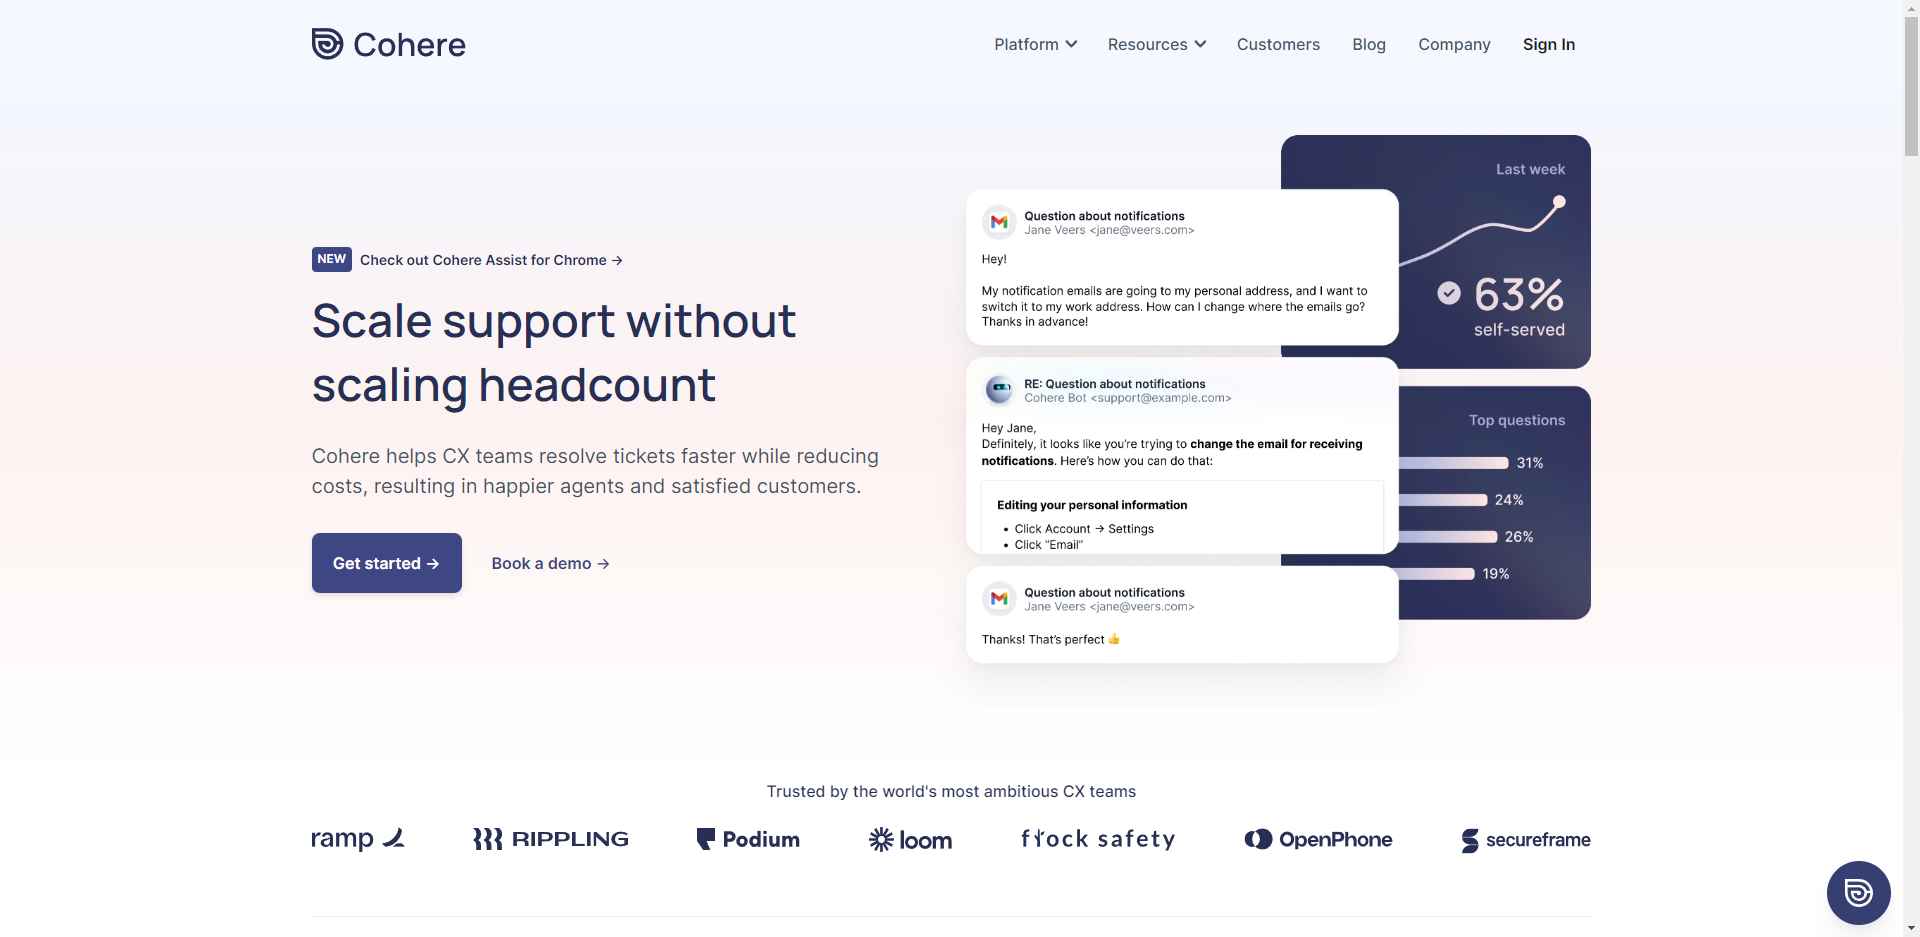 Cohere
Platform
Resources
Customers
Blog
Company
Sign In
NEW
Check out Cohere Assist for Chrome →
Scale support without
scaling headcount
Cohere helps CX teams resolve tickets faster while reducing
costs, resulting in happier agents and satisfied customers.
Get started →
Book a demo →
Question about notifications
Jane Veers <jane@veers.com>
Hey!
My notification emails are going to my personal address, and I want to
switch it to my work address. How can I change where the emails go?
Thanks in advance!
RE: Question about notifications
Cohere Bot <support@example.com>
Hey Jane,
Definitely, it looks like you're trying to change the email for receiving
notifications. Here's how you can do that:
Editing your personal information
• Click Account → Settings
• Click "Email"
Question about notifications
Jane Veers <jane@veers.com>
Thanks! That's perfect 👍
Last week
63%
self-served
Top questions
31%
24%
26%
19%
Trusted by the world's most ambitious CX teams
ramp
RIPPLING
Podium
loom
flock safety
OpenPhone
secureframe